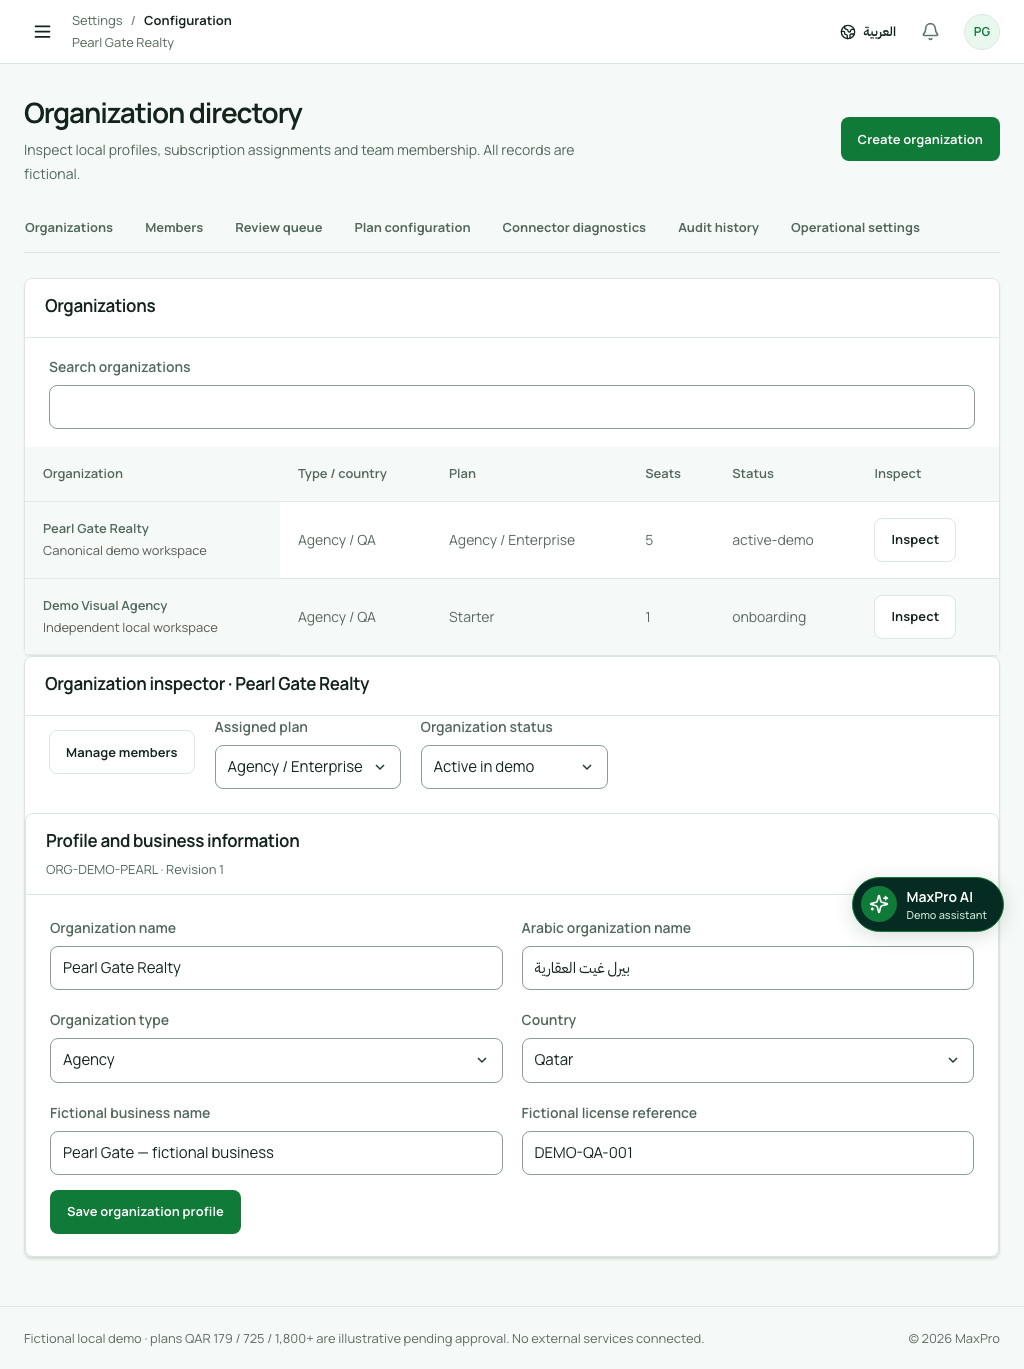 Settings / Configuration
Pearl Gate Realty
العربية
PG
Organization directory
Inspect local profiles, subscription assignments and team membership. All records are
fictional.
Create organization
Organizations Members Review queue Plan configuration Connector diagnostics Audit history Operational settings
Organizations
Search organizations
Organization Type / country Plan Seats Status Inspect
Pearl Gate Realty
Canonical demo workspace
Agency / QA Agency / Enterprise 5 active-demo Inspect
Demo Visual Agency
Independent local workspace
Agency / QA Starter 1 onboarding Inspect
Organization inspector · Pearl Gate Realty
Manage members
Assigned plan
Agency / Enterprise
Organization status
Active in demo
Profile and business information
ORG-DEMO-PEARL · Revision 1
MaxPro AI
Demo assistant
Organization name
Pearl Gate Realty
Arabic organization name
بيرل غيت العقارية
Organization type
Agency
Country
Qatar
Fictional business name
Pearl Gate — fictional business
Fictional license reference
DEMO-QA-001
Save organization profile
Fictional local demo · plans QAR 179 / 725 / 1,800+ are illustrative pending approval. No external services connected.
© 2026 MaxPro